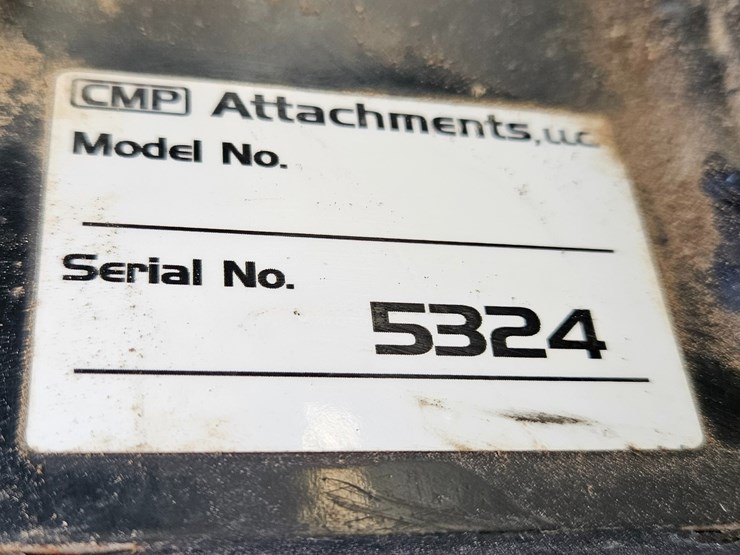 CMP Attachments, LLC
Model No.
Serial No.
5324